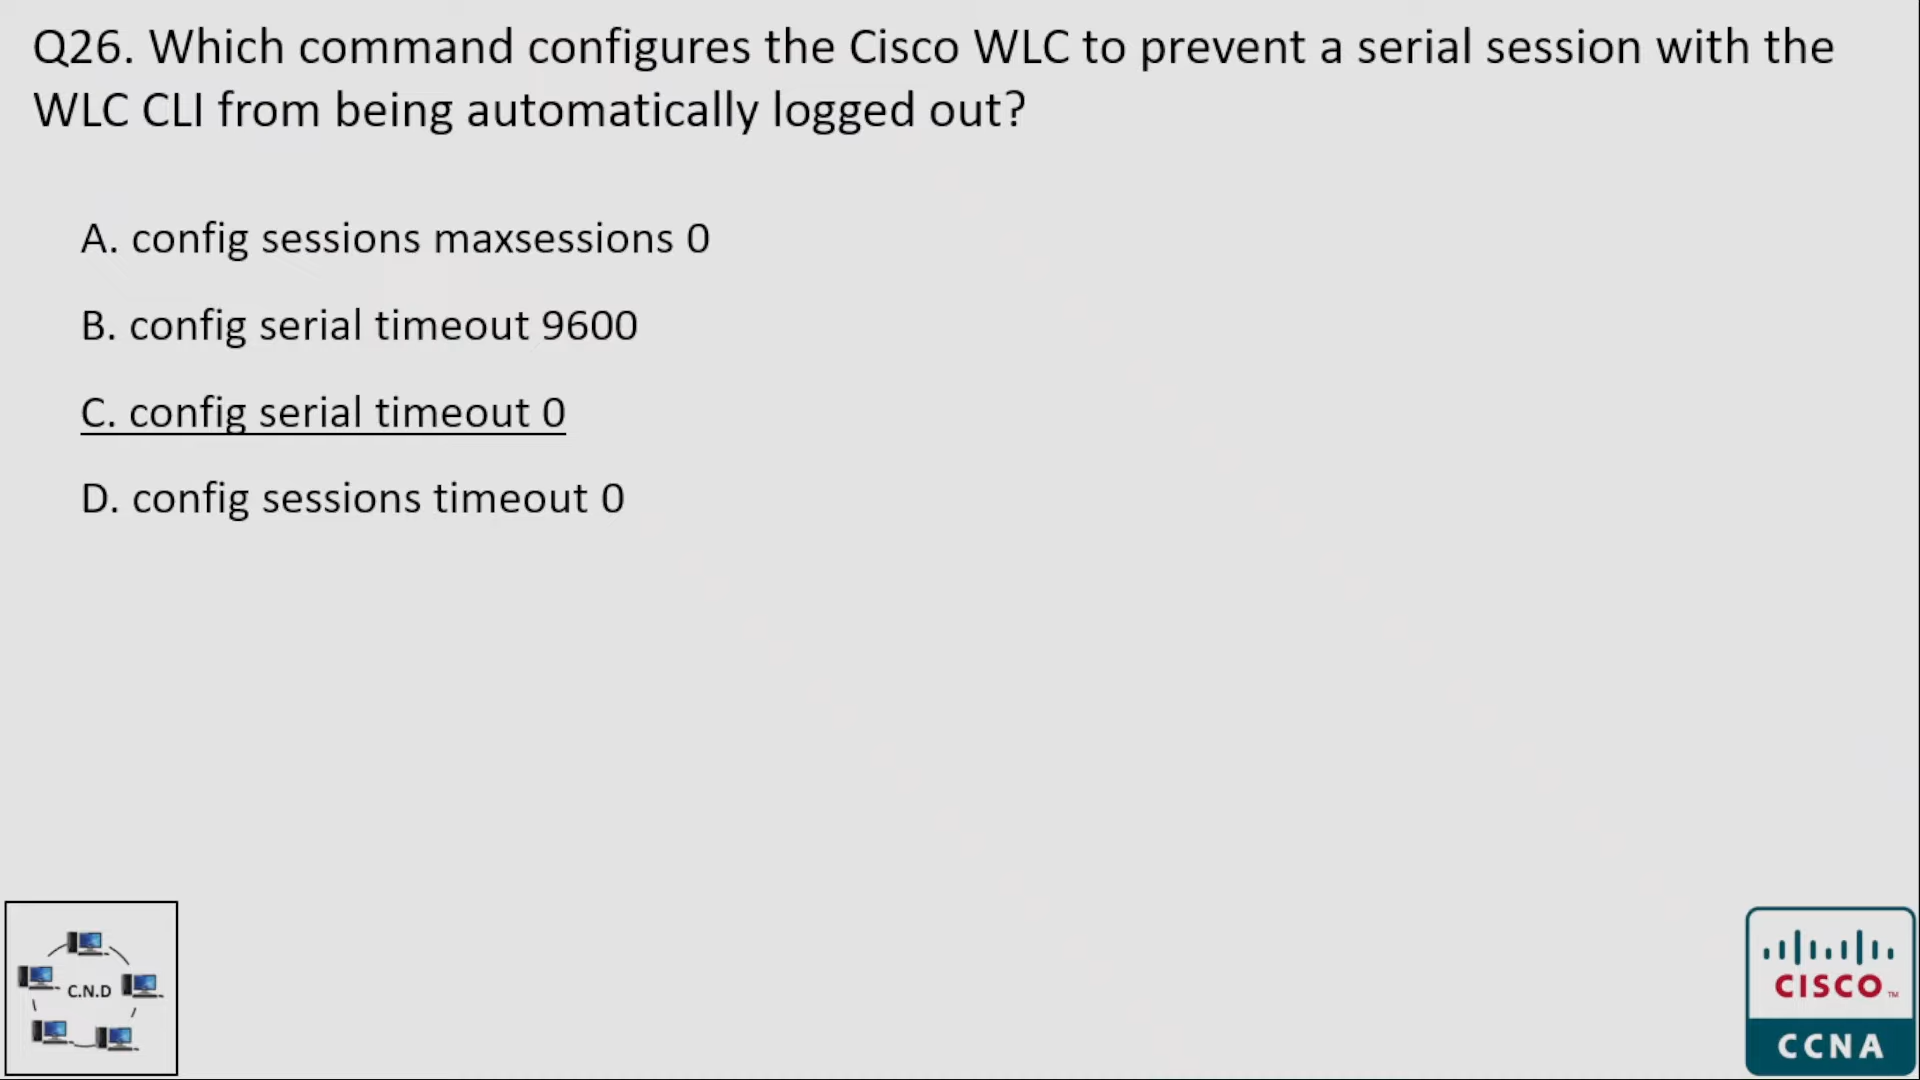 Q26. Which command configures the Cisco WLC to prevent a serial session with the
WLC CLI from being automatically logged out?
A. config sessions maxsessions 0
B. config serial timeout 9600
C. config serial timeout 0
D. config sessions timeout 0
C.N.D
CISCO™
CCNA